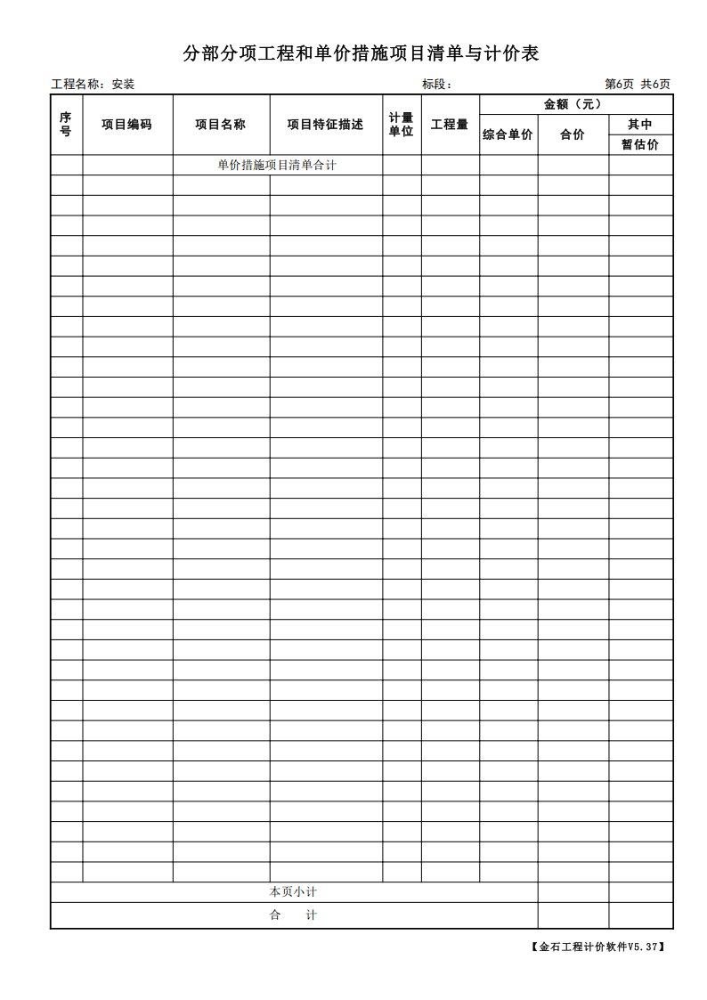 分部分项工程和单价措施项目清单与计价表
工程名称：安装 标段： 第6页 共6页
序号 项目编码 项目名称 项目特征描述 计量单位 工程量 金额（元）
综合单价 合价 其中
暂估价
单价措施项目清单合计
本页小计
合 计
【金石工程计价软件V5.37】